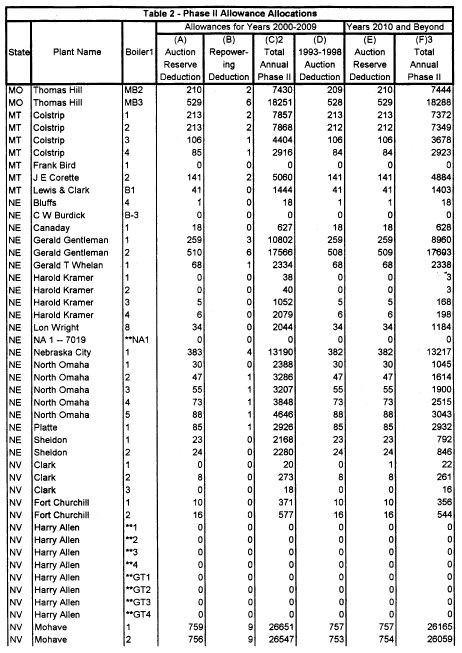 Table 2 - Phase II Allowance Allocations
Allowances for Years 2000-2009 Years 2010 and Beyond
(A) (B) (C)2 (D) (E) (F)3
Auction Repower- Total 1993-1998 Auction Total
State Plant Name Boiler1 Reserve ing Annual Auction Reserve Annual
Deduction Deduction Phase II Deduction Deduction Phase II
MO Thomas Hill MB2 210 2 7430 209 210 7444
MO Thomas Hill MB3 529 6 18251 528 529 18288
MT Colstrip 1 213 2 7857 213 213 7372
MT Colstrip 2 213 2 7868 212 212 7349
MT Colstrip 3 106 1 4404 106 106 3678
MT Colstrip 4 85 1 2916 84 84 2923
MT Frank Bird 1 0 0 0 0 0 0
MT J E Corette 2 141 2 5060 141 141 4884
MT Lewis & Clark B1 41 0 1444 41 41 1403
NE Bluffs 4 1 0 18 1 1 18
NE C W Burdick B-3 0 0 0 0 0 0
NE Canaday 1 18 0 627 18 18 628
NE Gerald Gentleman 1 259 3 10802 259 259 8960
NE Gerald Gentleman 2 510 6 17566 508 509 17603
NE Gerald T Whelan 1 68 1 2334 68 68 2338
NE Harold Kramer 1 0 0 38 0 0 3
NE Harold Kramer 2 0 0 40 0 0 3
NE Harold Kramer 3 5 0 1052 5 5 168
NE Harold Kramer 4 6 0 2079 6 6 198
NE Lon Wright 8 34 0 2044 34 34 1184
NE NA 1 -- 7019 **NA1 0 0 0 0 0 0
NE Nebraska City 1 383 4 13190 382 382 13217
NE North Omaha 1 30 0 2388 30 30 1045
NE North Omaha 2 47 1 3286 47 47 1614
NE North Omaha 3 55 1 3207 55 55 1900
NE North Omaha 4 73 1 3848 73 73 2515
NE North Omaha 5 88 1 4646 88 88 3043
NE Platte 1 85 1 2926 85 85 2932
NE Sheldon 1 23 0 2168 23 23 792
NE Sheldon 2 24 0 2280 24 24 846
NV Clark 1 0 0 20 0 1 22
NV Clark 2 8 0 273 8 8 261
NV Clark 3 0 0 18 0 0 16
NV Fort Churchill 1 10 0 371 10 10 356
NV Fort Churchill 2 16 0 577 16 16 544
NV Harry Allen **1 0 0 0 0 0 0
NV Harry Allen **2 0 0 0 0 0 0
NV Harry Allen **3 0 0 0 0 0 0
NV Harry Allen **4 0 0 0 0 0 0
NV Harry Allen **GT1 0 0 0 0 0 0
NV Harry Allen **GT2 0 0 0 0 0 0
NV Harry Allen **GT3 0 0 0 0 0 0
NV Harry Allen **GT4 0 0 0 0 0 0
NV Mohave 1 759 9 26651 757 757 26165
NV Mohave 2 756 9 26547 753 754 26059